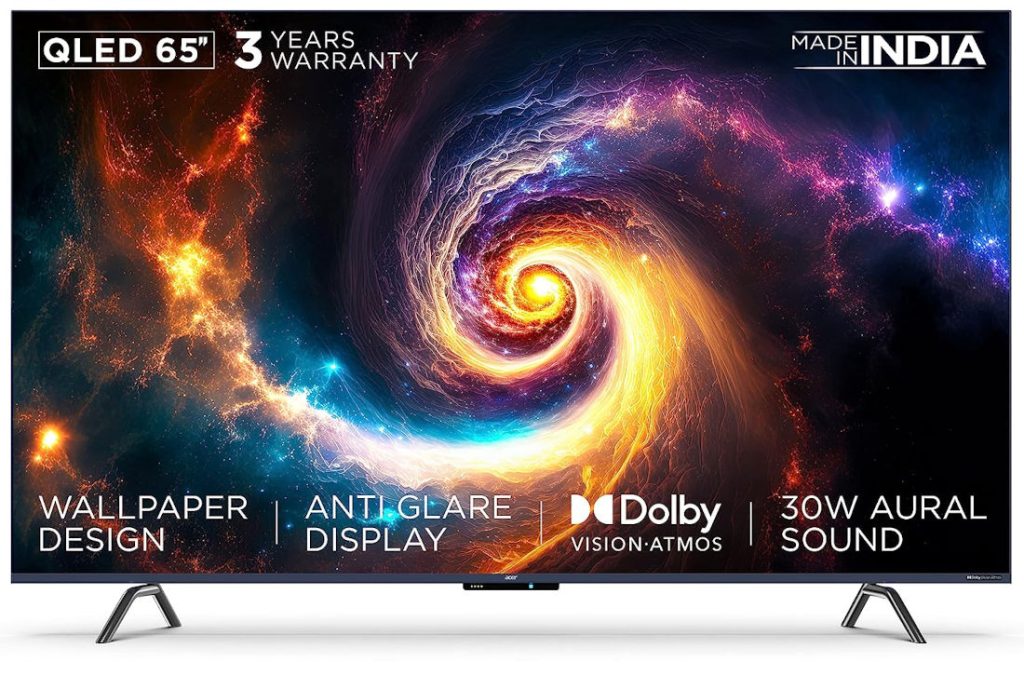 QLED 65"
3 YEARS
WARRANTY
MADE
IN INDIA
WALLPAPER
DESIGN
ANTI GLARE
DISPLAY
Dolby
VISION·ATMOS
30W AURAL
SOUND
acer